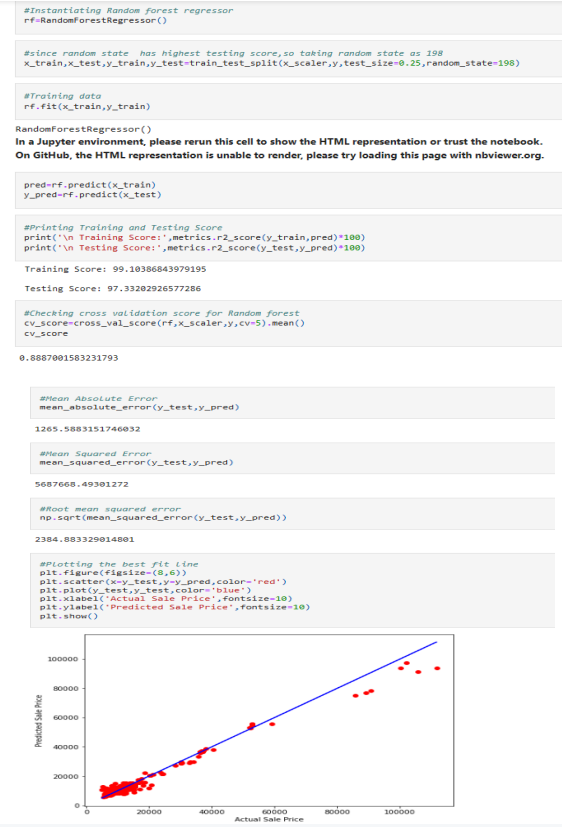 #Instantiating Random forest regressor
rf=RandomForestRegressor()
#since random state  has highest testing score,so taking random state as 198
x_train,x_test,y_train,y_test=train_test_split(x_scaler,y,test_size=0.25,random_state=198)
#Training data
rf.fit(x_train,y_train)
RandomForestRegressor()
In a Jupyter environment, please rerun this cell to show the HTML representation or trust the notebook.
On GitHub, the HTML representation is unable to render, please try loading this page with nbviewer.org.
pred=rf.predict(x_train)
y_pred=rf.predict(x_test)
#Printing Training and Testing Score
print('\n Training Score:',metrics.r2_score(y_train,pred)*100)
print('\n Testing Score:',metrics.r2_score(y_test,y_pred)*100)
Training Score: 99.10386843979195
Testing Score: 97.33202926577286
#Checking cross validation score for Random forest
cv_score=cross_val_score(rf,x_scaler,y,cv=5).mean()
cv_score
0.8887001583231793
#Mean Absolute Error
mean_absolute_error(y_test,y_pred)
1265.5883151746032
#Mean Squared Error
mean_squared_error(y_test,y_pred)
5687668.49301272
#Root mean squared error
np.sqrt(mean_squared_error(y_test,y_pred))
2384.883329014801
#Plotting the best fit line
plt.figure(figsize=(8,6))
plt.scatter(x=y_test,y=y_pred,color='red')
plt.plot(y_test,y_test,color='blue')
plt.xlabel('Actual Sale Price',fontsize=10)
plt.ylabel('Predicted Sale Price',fontsize=10)
plt.show()
100000
80000
60000
40000
20000
0
Predicted Sale Price
0 20000 40000 60000 80000 100000
Actual Sale Price